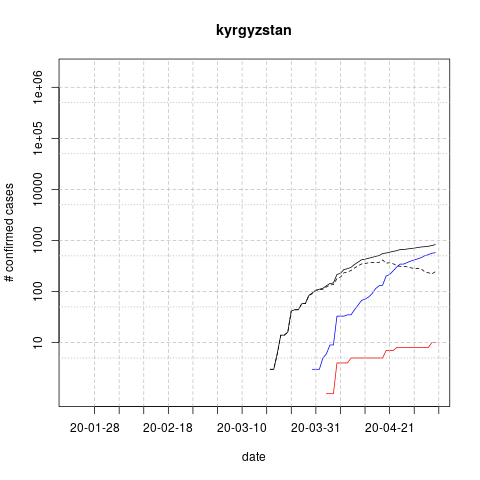 kyrgyzstan
# confirmed cases
1e+06
1e+05
10000
1000
100
10
20-01-28
20-02-18
20-03-10
20-03-31
20-04-21
date